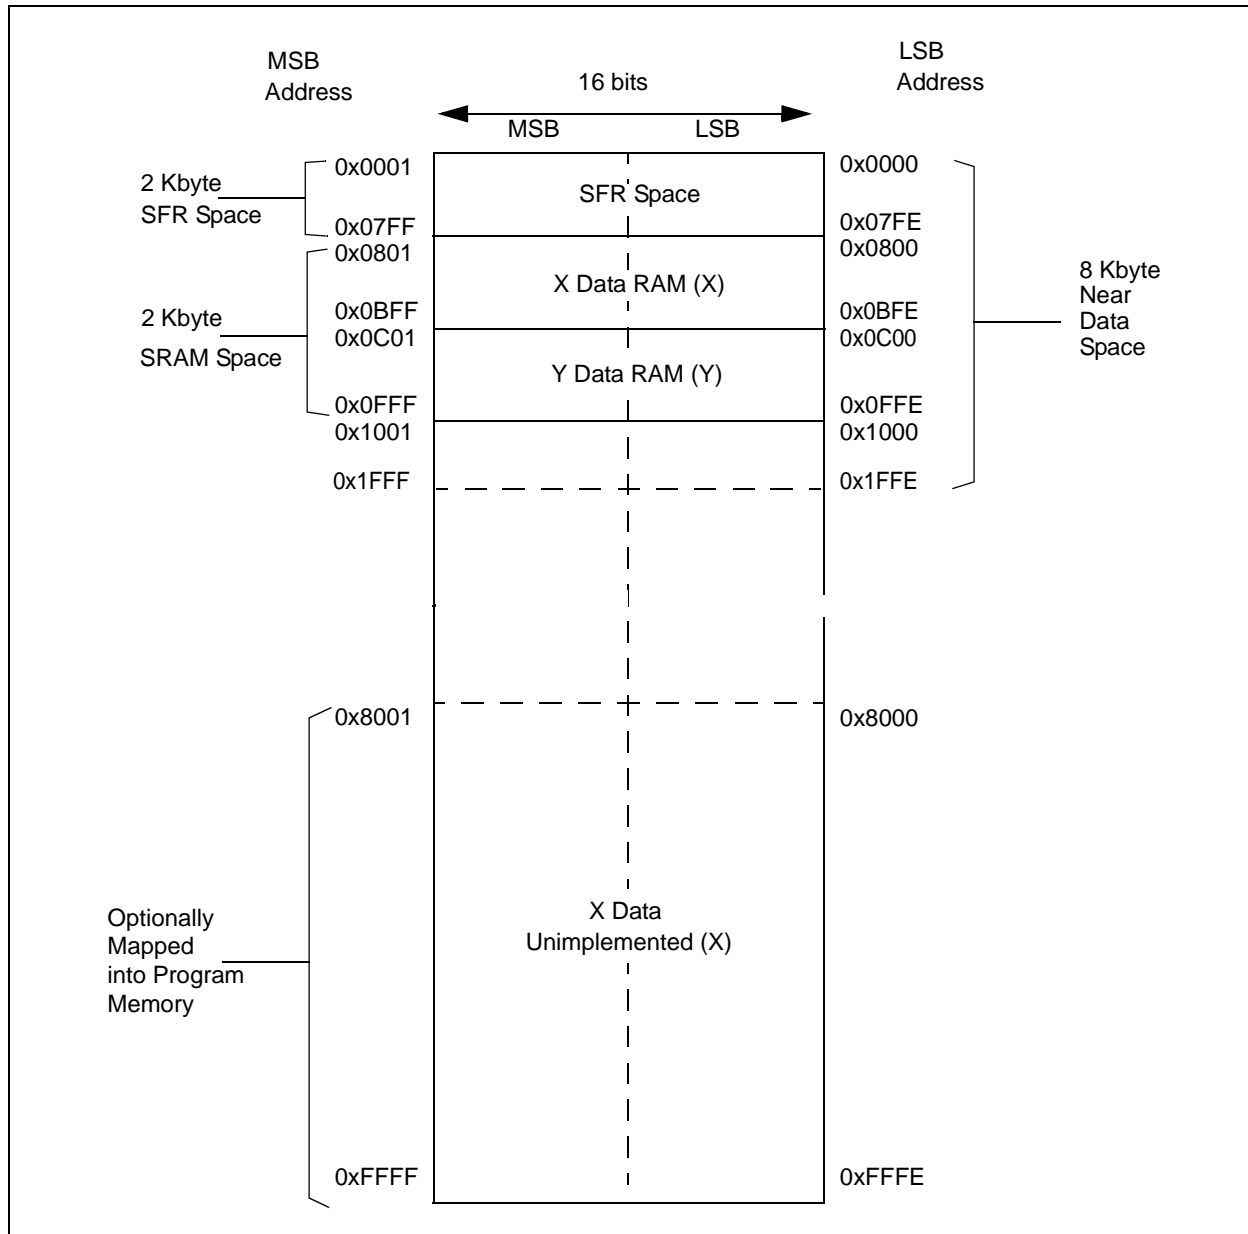 MSB
Address
LSB
Address
16 bits
MSB
LSB
0x0001
0x0000
2 Kbyte
SFR Space
SFR Space
0x07FF
0x07FE
0x0801
0x0800
X Data RAM (X)
8 Kbyte
Near
Data
Space
2 Kbyte
SRAM Space
0x0BFF
0x0BFE
0x0C01
0x0C00
Y Data RAM (Y)
0x0FFF
0x0FFE
0x1001
0x1000
0x1FFF
0x1FFE
0x8001
0x8000
Optionally
Mapped
into Program
Memory
X Data
Unimplemented (X)
0xFFFF
0xFFFE